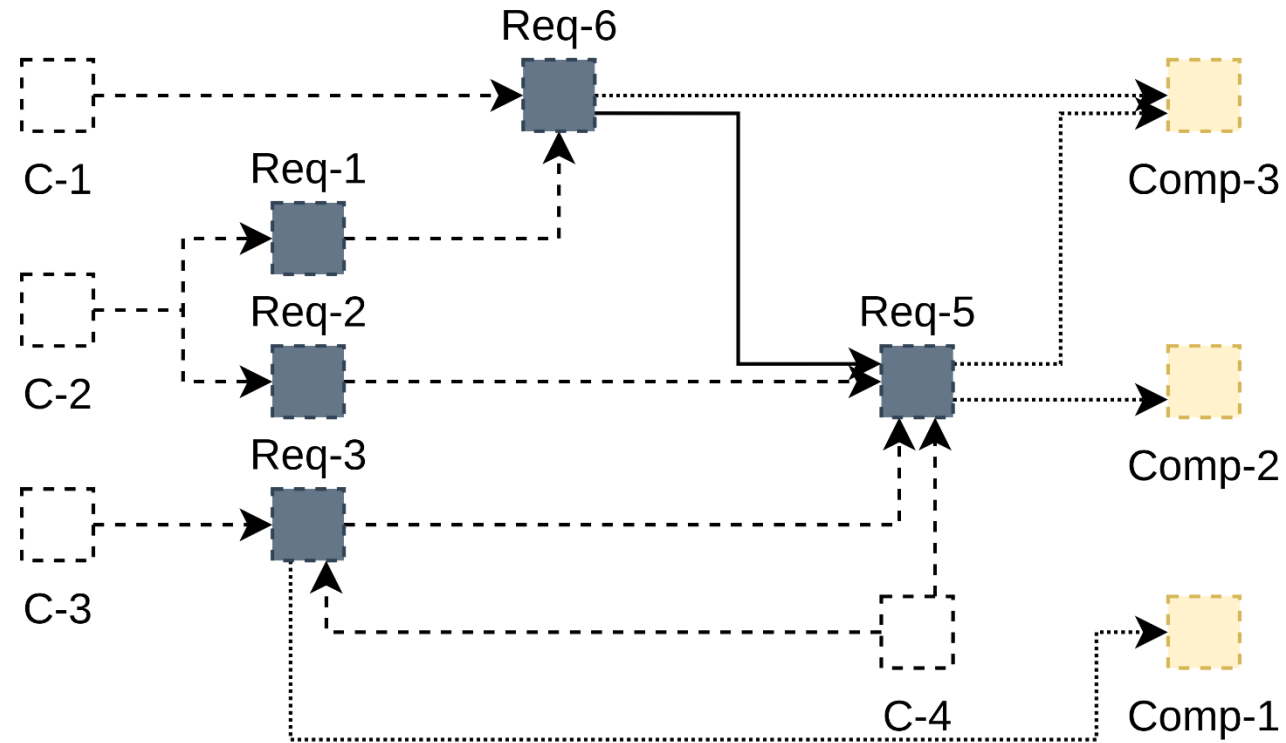 Req-6
C-1
Req-1
Comp-3
C-2
Req-2
Req-5
C-3
Req-3
Comp-2
C-4
Comp-1